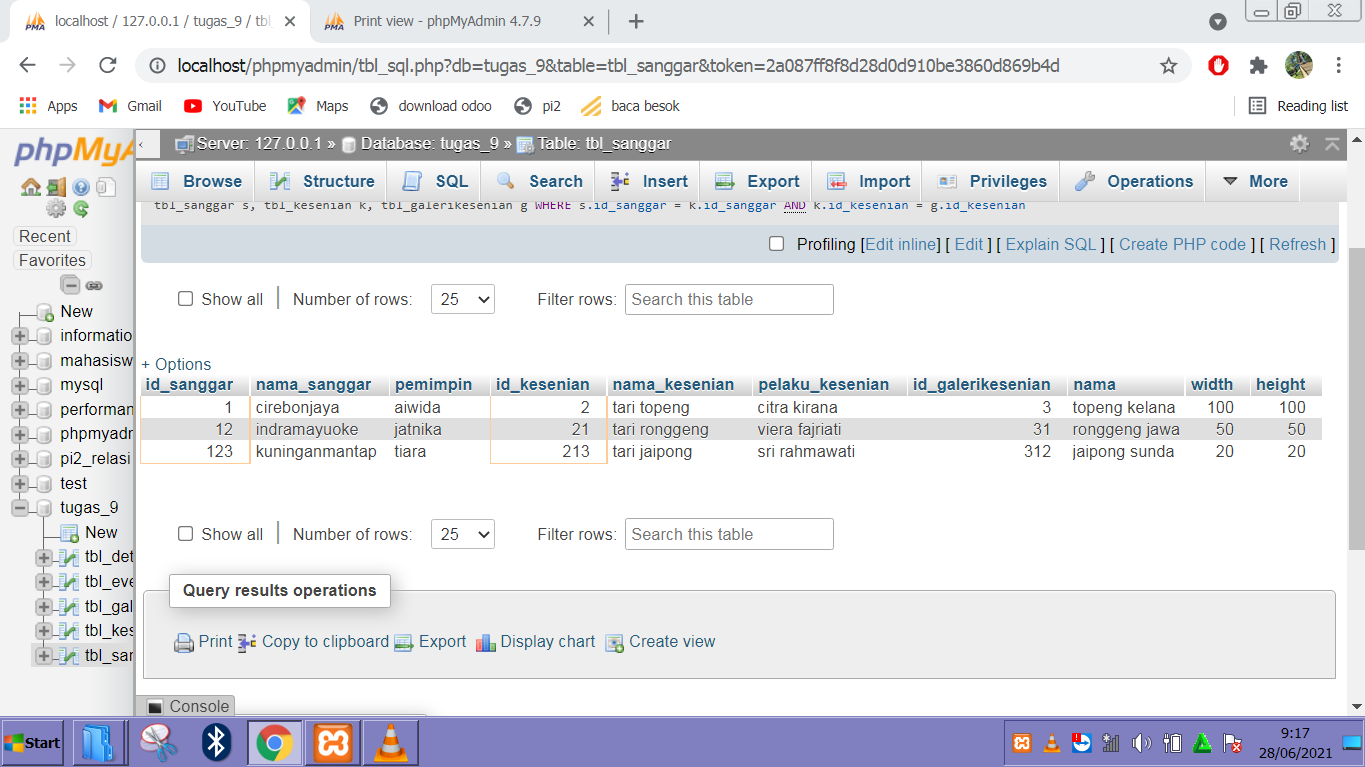 localhost / 127.0.0.1 / tugas_9 / tbl
Print view - phpMyAdmin 4.7.9
localhost/phpmyadmin/tbl_sql.php?db=tugas_9&table=tbl_sanggar&token=2a087ff8f8d28d0d910be3860d869b4d
Apps Gmail YouTube Maps download odoo pi2 baca besok Reading list
phpMyA
Recent
Favorites
New
informatio
mahasisw
mysql
performan
phpmyadr
pi2_relasi
test
tugas_9
New
tbl_det
tbl_eve
tbl_gal
tbl_kes
tbl_sar
Server: 127.0.0.1 » Database: tugas_9 » Table: tbl_sanggar
Browse Structure SQL Search Insert Export Import Privileges Operations More
tbl_sanggar s, tbl_kesenian k, tbl_galerikesenian g WHERE s.id_sanggar = k.id_sanggar AND k.id_kesenian = g.id_kesenian
Profiling [Edit inline] [ Edit ] [ Explain SQL ] [ Create PHP code ] [ Refresh ]
Show all | Number of rows: 25 Filter rows: Search this table
+ Options
id_sanggar nama_sanggar pemimpin id_kesenian nama_kesenian pelaku_kesenian id_galerikesenian nama width height
1 cirebonjaya aiwida 2 tari topeng citra kirana 3 topeng kelana 100 100
12 indramayuoke jatnika 21 tari ronggeng viera fajriati 31 ronggeng jawa 50 50
123 kuninganmantap tiara 213 tari jaipong sri rahmawati 312 jaipong sunda 20 20
Show all | Number of rows: 25 Filter rows: Search this table
Query results operations
Print Copy to clipboard Export Display chart Create view
Console
Start
9:17
28/06/2021